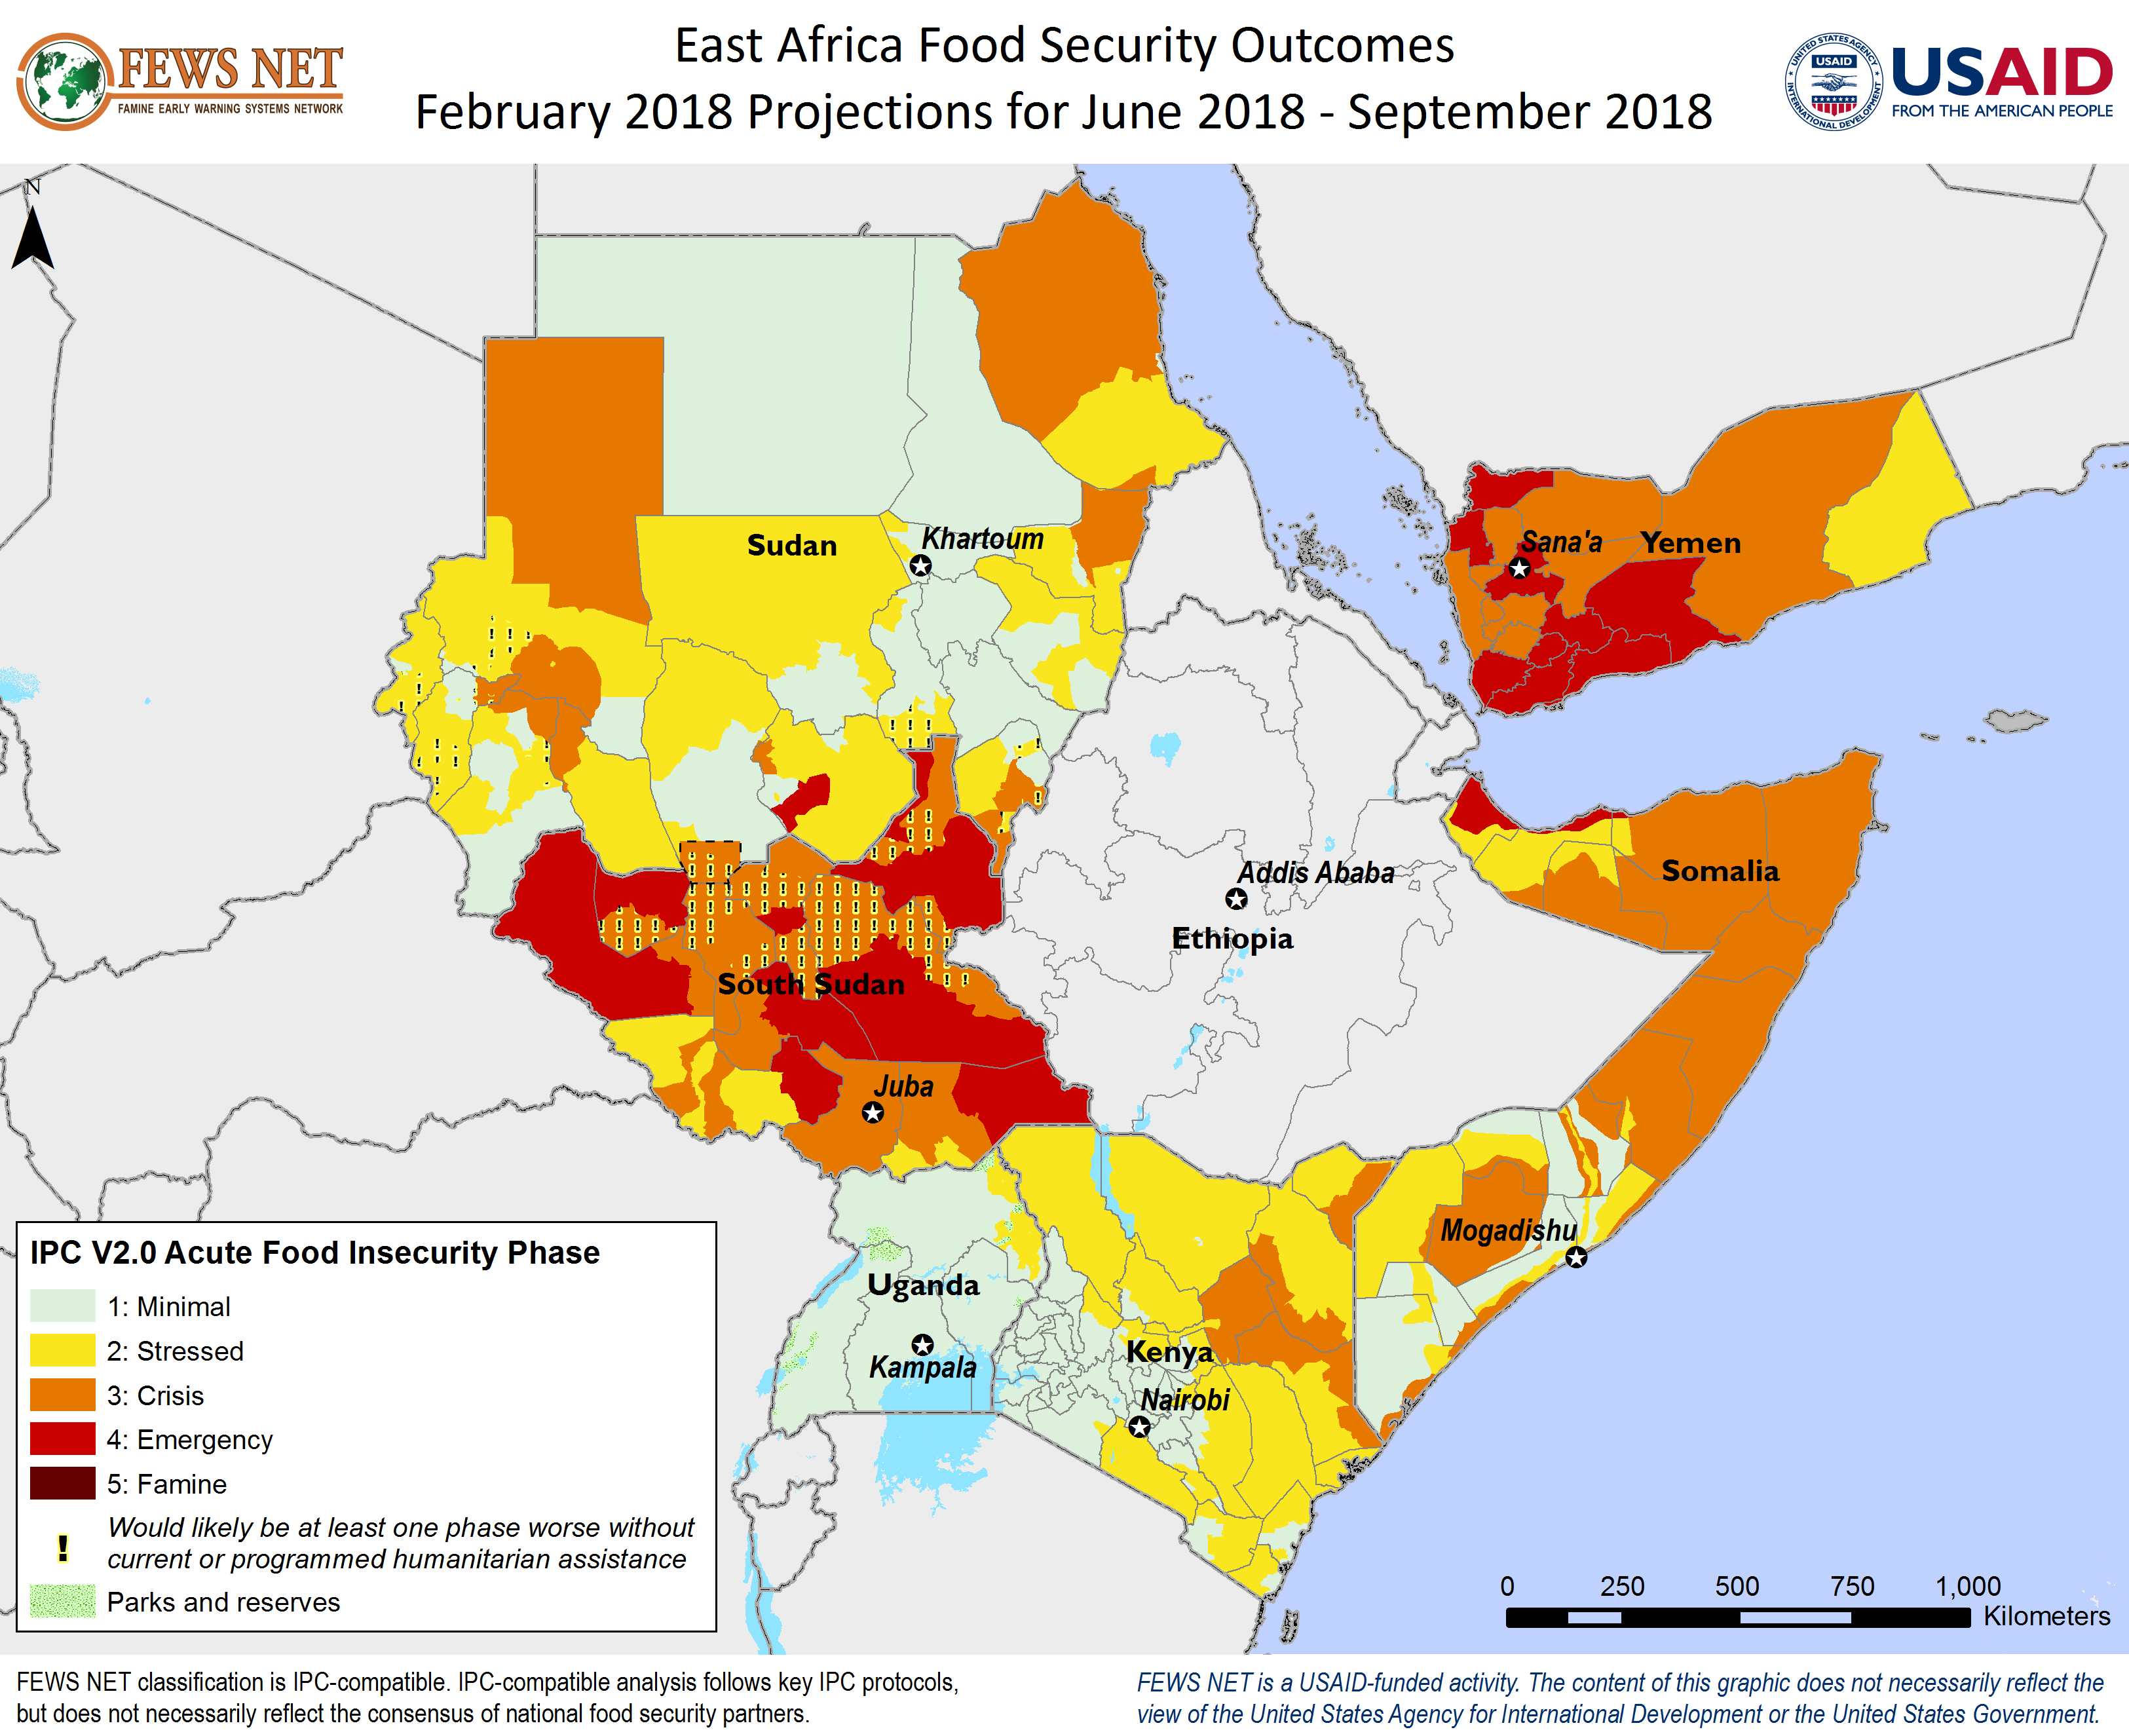 East Africa Food Security Outcomes
February 2018 Projections for June 2018 - September 2018
FEWS NET
FAMINE EARLY WARNING SYSTEMS NETWORK
UNITED STATES AGENCY
USAID
INTERNATIONAL DEVELOPMENT
USAID
FROM THE AMERICAN PEOPLE
N
Sudan
Khartoum
Sana'a
Yemen
Addis Ababa
Ethiopia
Somalia
South Sudan
Juba
Mogadishu
Uganda
Kampala
Kenya
Nairobi
IPC V2.0 Acute Food Insecurity Phase
1: Minimal
2: Stressed
3: Crisis
4: Emergency
5: Famine
! Would likely be at least one phase worse without
current or programmed humanitarian assistance
Parks and reserves
0 250 500 750 1,000
Kilometers
FEWS NET classification is IPC-compatible. IPC-compatible analysis follows key IPC protocols,
but does not necessarily reflect the consensus of national food security partners.
FEWS NET is a USAID-funded activity. The content of this graphic does not necessarily reflect the
view of the United States Agency for International Development or the United States Government.